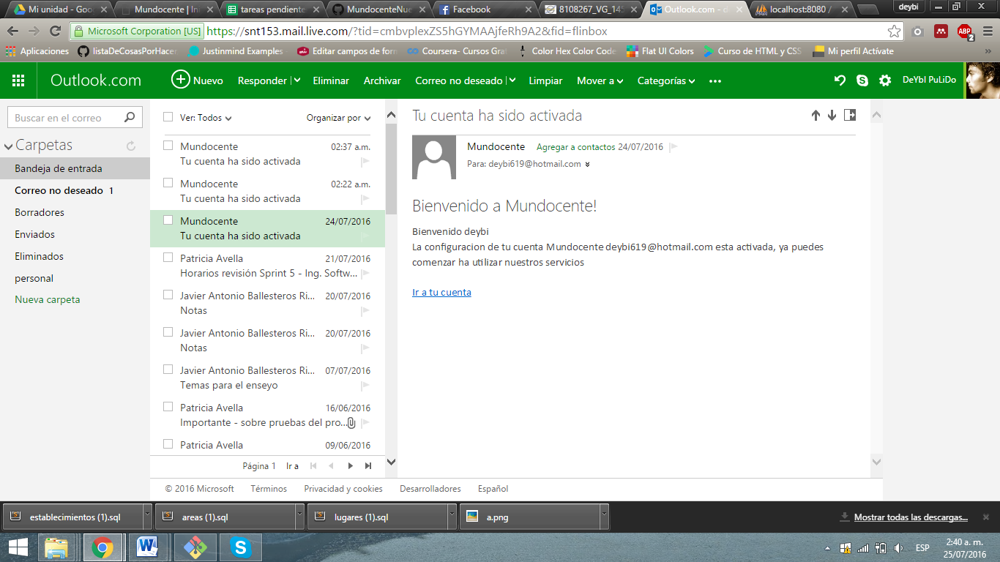 Mi unidad - Goo
Mundocente | In
tareas pendiente
MundocenteNue
Facebook
8108267_VG_145
Outlook.com - d
localhost:8080 /
deybi
Microsoft Corporation [US]
https://snt153.mail.live.com/?tid=cmbvplexZS5hGYMAAjfeRh9A2&fid=flinbox
ABP
2
Aplicaciones
listaDeCosasPorHacer
Justinmind Examples
Editar campos de form
Coursera- Cursos Grat
Color Hex Color Code
Flat UI Colors
Curso de HTML y CSS
Mi perfil Actívate
»
Outlook.com
Nuevo
Responder
Eliminar
Archivar
Correo no deseado
Limpiar
Mover a
Categorías
•••
DeYbI PuLiDo
Buscar en el correo
Carpetas
Bandeja de entrada
Correo no deseado 1
Borradores
Enviados
Eliminados
personal
Nueva carpeta
Ver: Todos
Organizar por
Mundocente 02:37 a.m.
Tu cuenta ha sido activada
Mundocente 02:22 a.m.
Tu cuenta ha sido activada
Mundocente 24/07/2016
Tu cuenta ha sido activada
Patricia Avella 21/07/2016
Horarios revisión Sprint 5 - Ing. Softw...
Javier Antonio Ballesteros Ri... 20/07/2016
Notas
Javier Antonio Ballesteros Ri... 20/07/2016
Notas
Javier Antonio Ballesteros Ri... 07/07/2016
Temas para el enseyo
Patricia Avella 16/06/2016
Importante - sobre pruebas del pro...
Patricia Avella 09/06/2016
Página 1 Ir a
Tu cuenta ha sido activada
Mundocente Agregar a contactos 24/07/2016
Para: deybi619@hotmail.com
Bienvenido a Mundocente!
Bienvenido deybi
La configuracion de tu cuenta Mundocente deybi619@hotmail.com esta activada, ya puedes
comenzar ha utilizar nuestros servicios
Ir a tu cuenta
© 2016 Microsoft Términos Privacidad y cookies Desarrolladores Español
establecimientos (1).sql
areas (1).sql
lugares (1).sql
a.png
Mostrar todas las descargas...
ESP
2:40 a. m.
25/07/2016